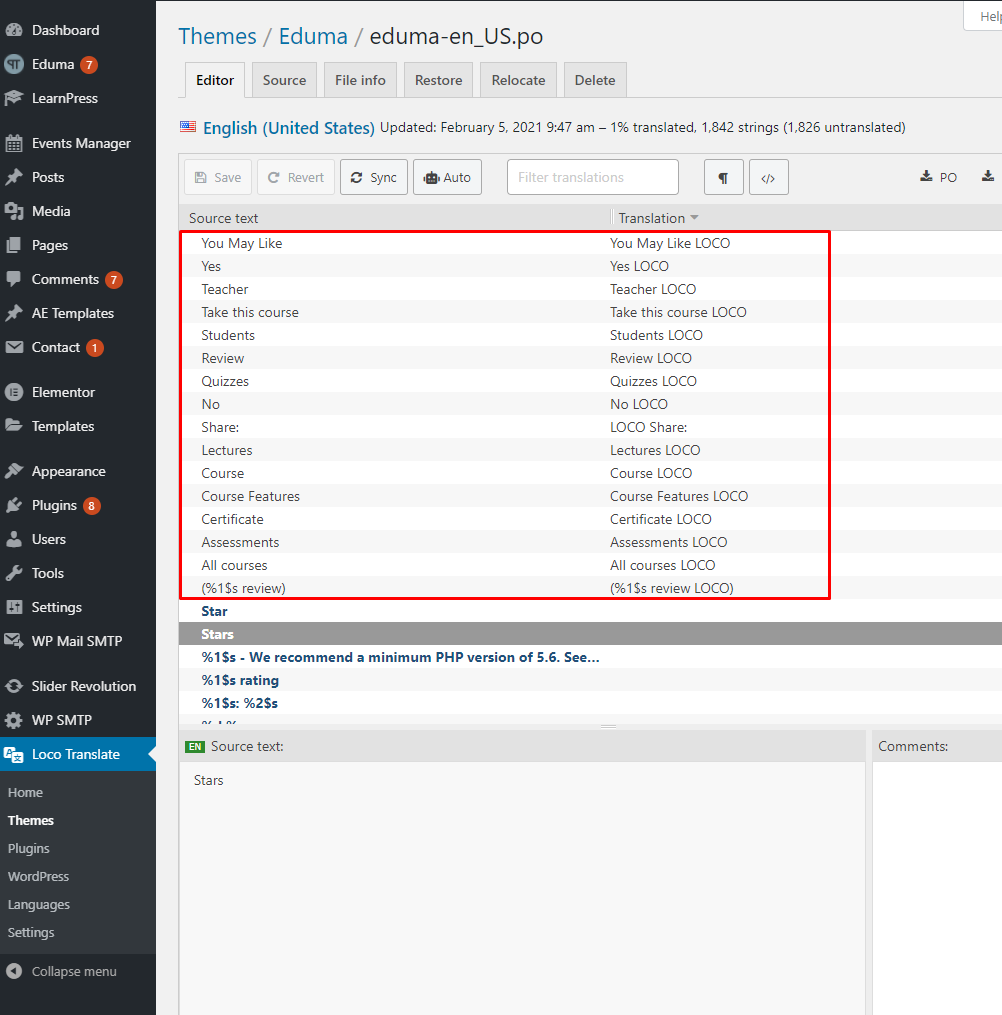 Help
Dashboard
Eduma 7
LearnPress
Events Manager
Posts
Media
Pages
Comments 7
AE Templates
Contact 1
Elementor
Templates
Appearance
Plugins 8
Users
Tools
Settings
WP Mail SMTP
Slider Revolution
WP SMTP
Loco Translate
Home
Themes
Plugins
WordPress
Languages
Settings
Collapse menu
Themes / Eduma / eduma-en_US.po
Editor Source File info Restore Relocate Delete
English (United States) Updated: February 5, 2021 9:47 am – 1% translated, 1,842 strings (1,826 untranslated)
Save Revert Sync Auto Filter translations ¶ </> PO
Source text Translation
You May Like You May Like LOCO
Yes Yes LOCO
Teacher Teacher LOCO
Take this course Take this course LOCO
Students Students LOCO
Review Review LOCO
Quizzes Quizzes LOCO
No No LOCO
Share: LOCO Share:
Lectures Lectures LOCO
Course Course LOCO
Course Features Course Features LOCO
Certificate Certificate LOCO
Assessments Assessments LOCO
All courses All courses LOCO
(%1$s review) (%1$s review LOCO)
Star
Stars
%1$s - We recommend a minimum PHP version of 5.6. See...
%1$s rating
%1$s: %2$s
EN Source text: Comments:
Stars